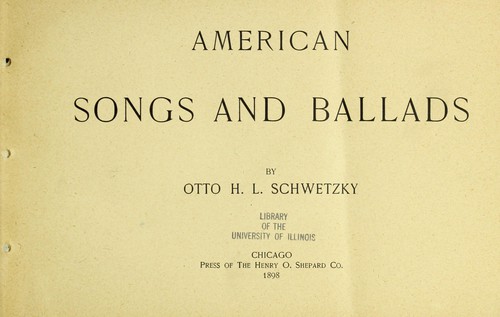 AMERICAN
SONGS AND BALLADS
BY
OTTO H. L. SCHWETZKY
LIBRARY
OF THE
UNIVERSITY OF ILLINOIS
CHICAGO
PRESS OF THE HENRY O. SHEPARD CO.
1898